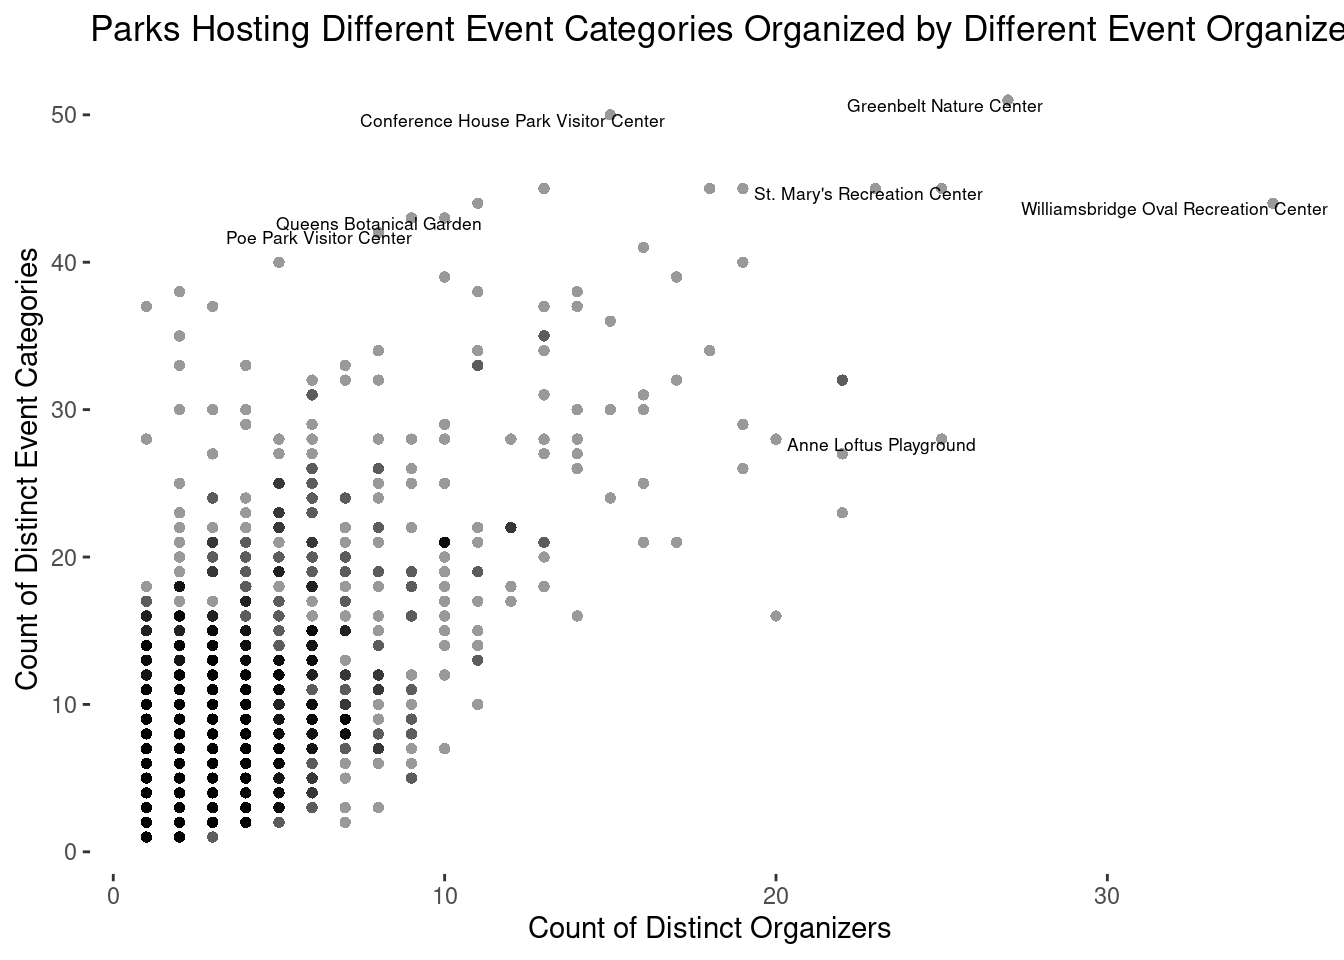 Parks Hosting Different Event Categories Organized by Different Event Organize
50
Greenbelt Nature Center
Conference House Park Visitor Center
St. Mary's Recreation Center
Williamsbridge Oval Recreation Center
Queens Botanical Garden
Poe Park Visitor Center
40
30
Anne Loftus Playground
20
10
0
Count of Distinct Event Categories
0 10 20 30
Count of Distinct Organizers